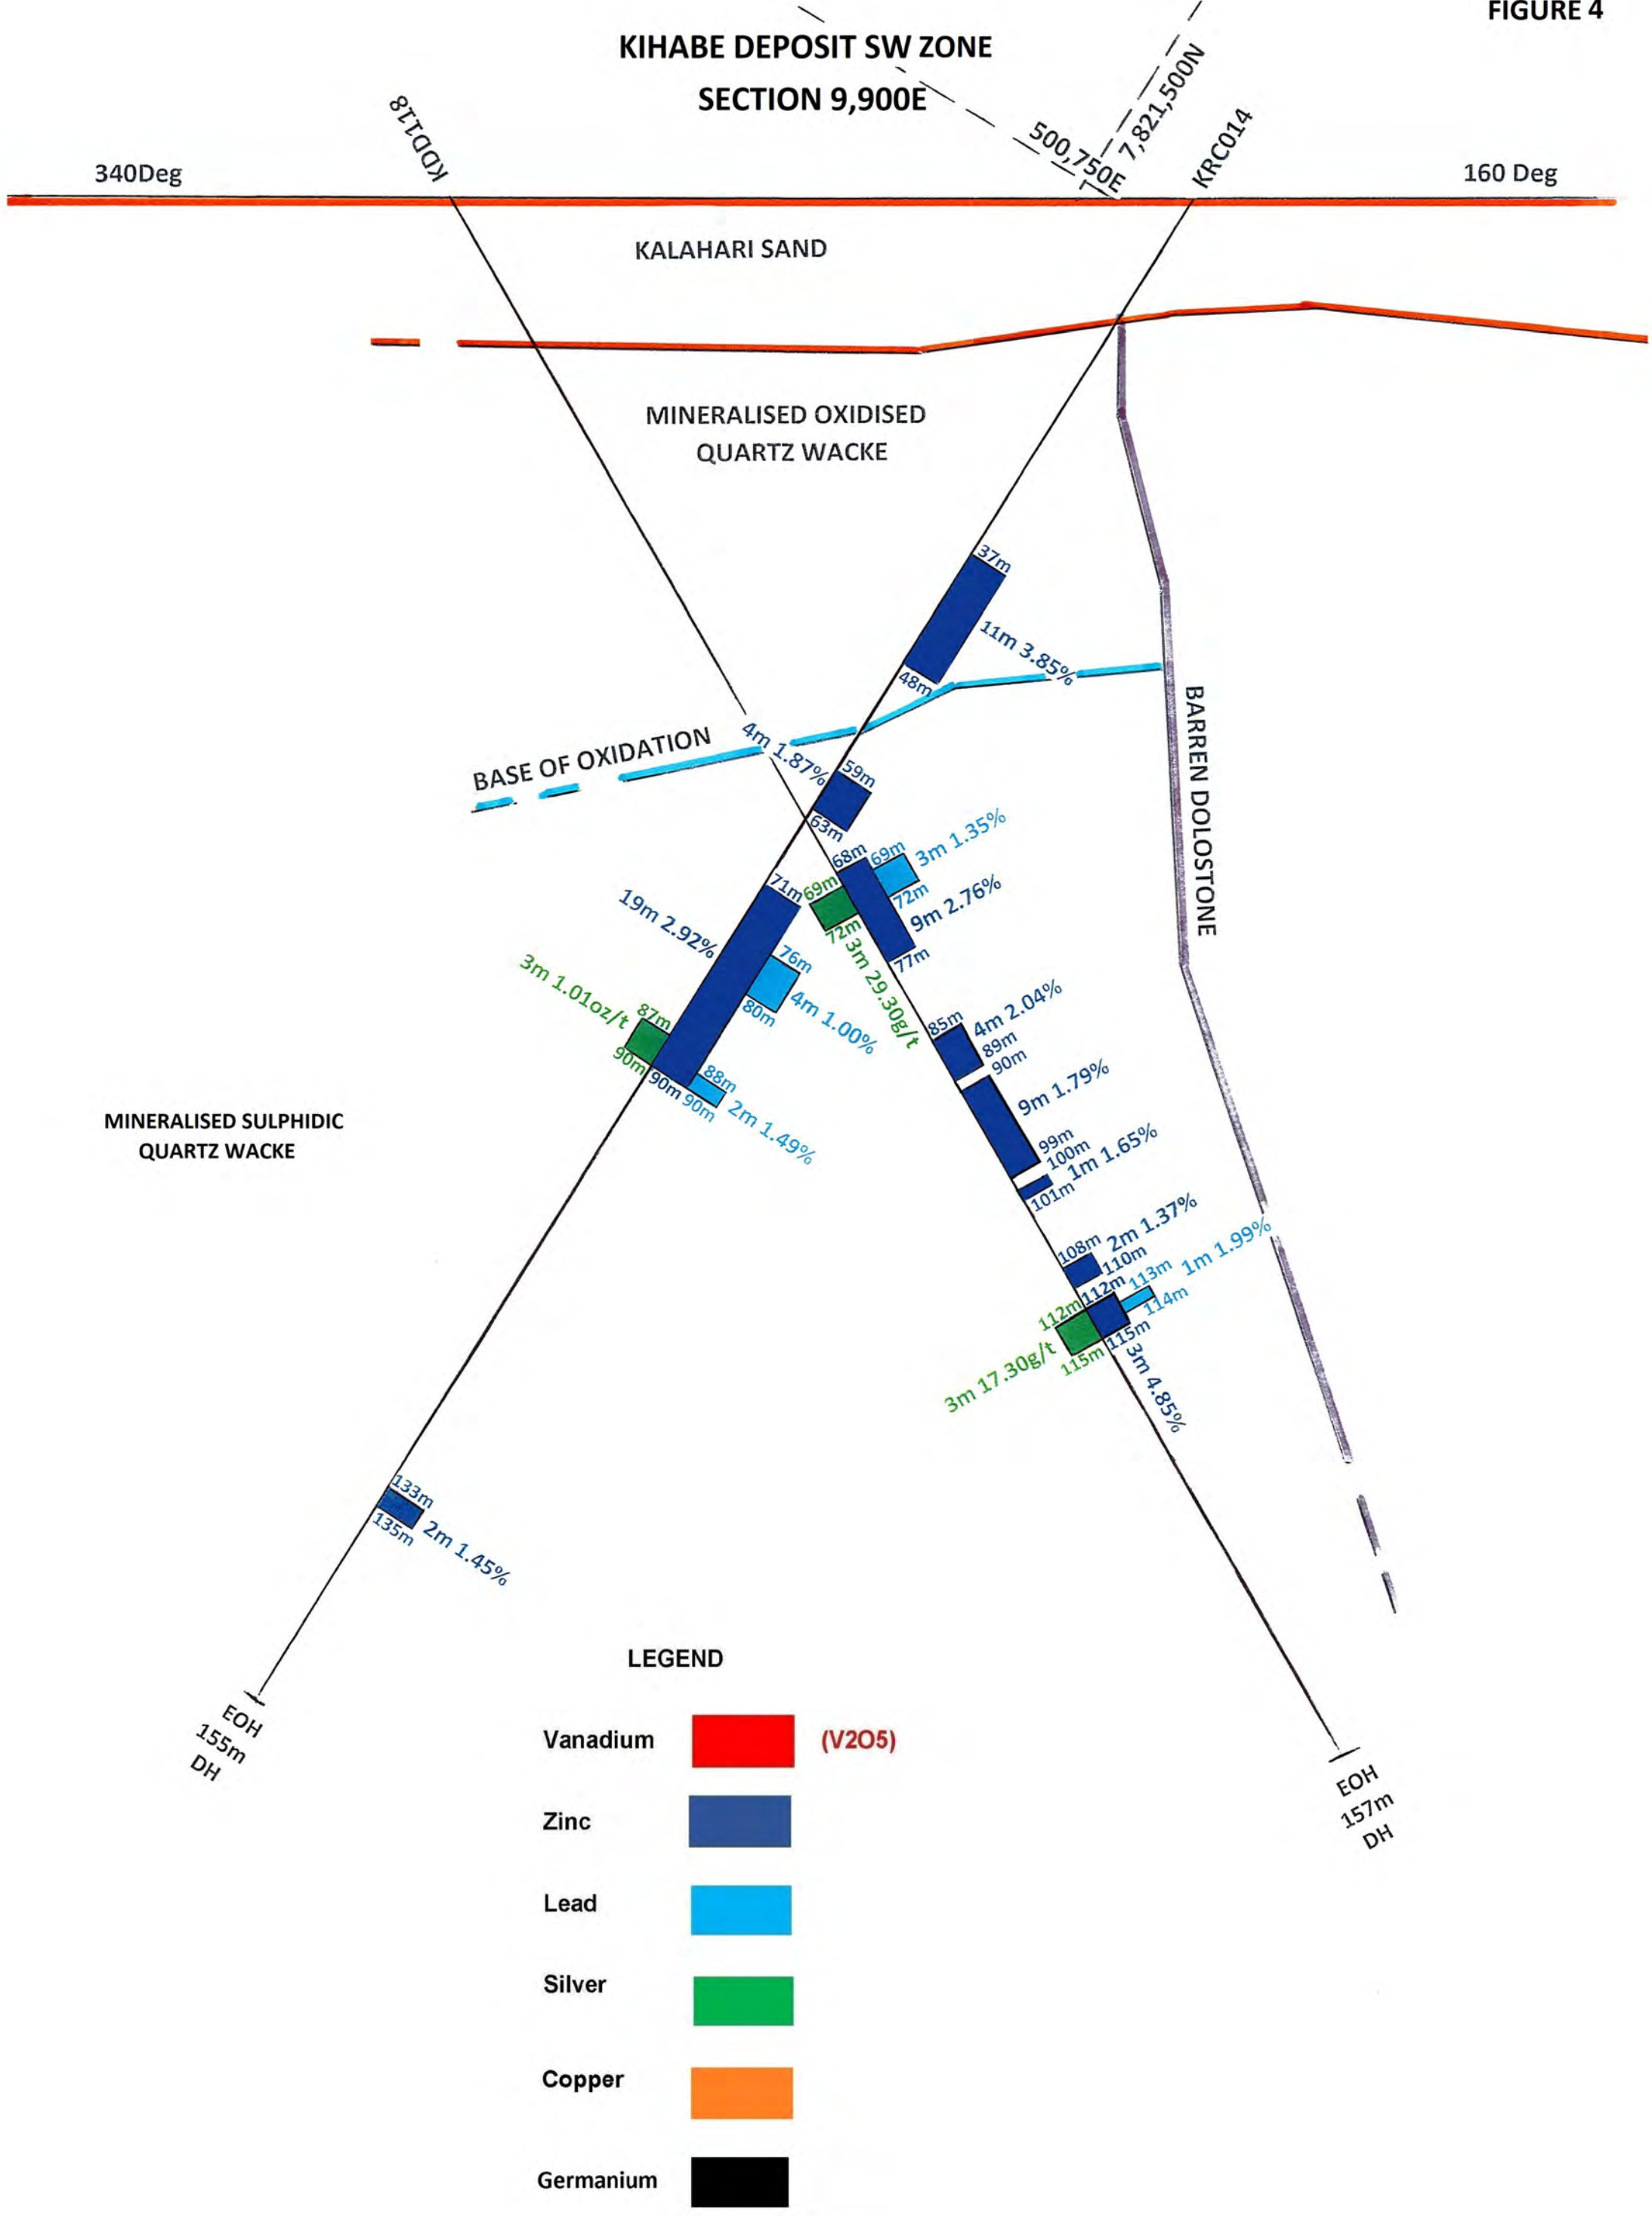 FIGURE 4
KIHABE DEPOSIT SW ZONE
SECTION 9,900E
KDD118
500,750E
7,821,500N
KRC014
340Deg
160 Deg
KALAHARI SAND
MINERALISED OXIDISED
QUARTZ WACKE
37m
11m 3.85%
48m
BASE OF OXIDATION
4m 1.87%
59m
63m
BARREN DOLOSTONE
68m
69m
3m 1.35%
72m
69m
72m
3m 29.30g/t
9m 2.76%
77m
71m
19m 2.92%
76m
80m
4m 1.00%
3m 1.01oz/t
87m
90m
90m
88m
90m
2m 1.49%
85m
4m 2.04%
89m
90m
9m 1.79%
99m
100m
1m 1.65%
101m
MINERALISED SULPHIDIC
QUARTZ WACKE
108m
2m 1.37%
110m
112m
112m
113m
1m 1.99%
114m
115m
115m
3m 17.30g/t
3m 4.85%
133m
135m
2m 1.45%
EOH
155m
DH
EOH
157m
DH
LEGEND
Vanadium (V2O5)
Zinc
Lead
Silver
Copper
Germanium